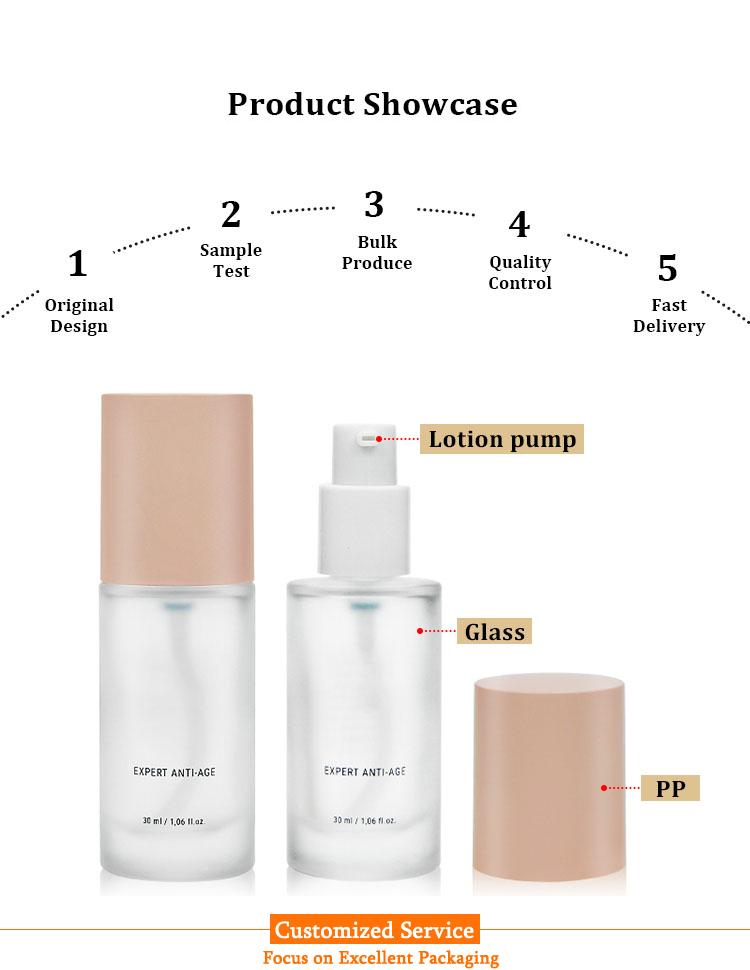 Product Showcase
1
Original
Design
2
Sample
Test
3
Bulk
Produce
4
Quality
Control
5
Fast
Delivery
Lotion pump
Glass
PP
EXPERT ANTI-AGE
30 ml / 1,06 fl.oz.
EXPERT ANTI-AGE
30 ml / 1,06 fl.oz.
Customized Service
Focus on Excellent Packaging